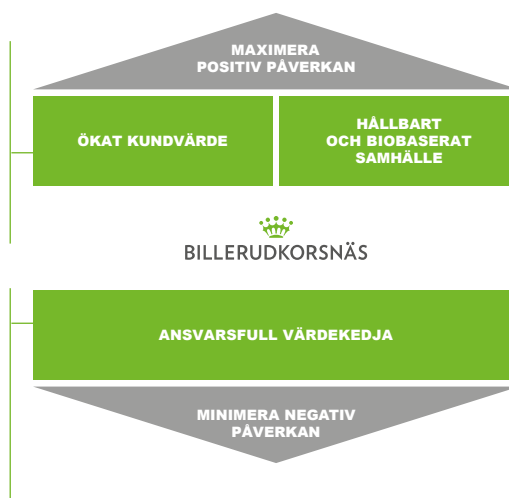 MAXIMERA
POSITIV PÅVERKAN
ÖKAT KUNDVÄRDE
HÅLLBART
OCH BIOBASERAT
SAMHÄLLE
BILLERUDKORSNÄS
ANSVARSFULL VÄRDEKEDJA
MINIMERA NEGATIV
PÅVERKAN